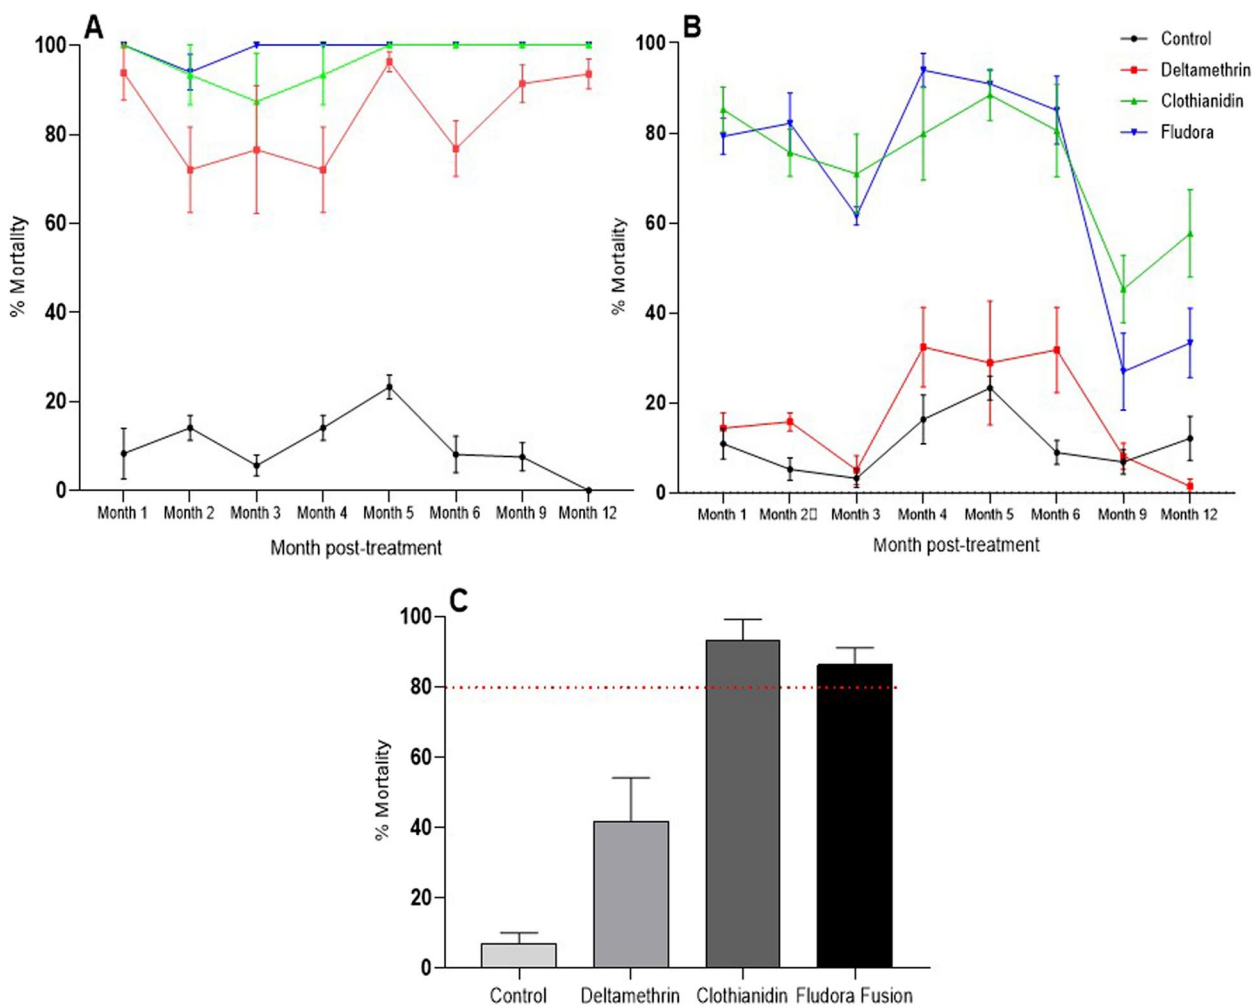 A
100
80
60
40
20
0
% Mortality
Month 1 Month 2 Month 3 Month 4 Month 5 Month 6 Month 9 Month 12
Month post-treatment
B
100
80
60
40
20
0
% Mortality
Month 1 Month 2▯ Month 3 Month 4 Month 5 Month 6 Month 9 Month 12
Month post-treatment
Control
Deltamethrin
Clothianidin
Fludora
C
100
80
60
40
20
0
% Mortality
Control Deltamethrin Clothianidin Fludora Fusion